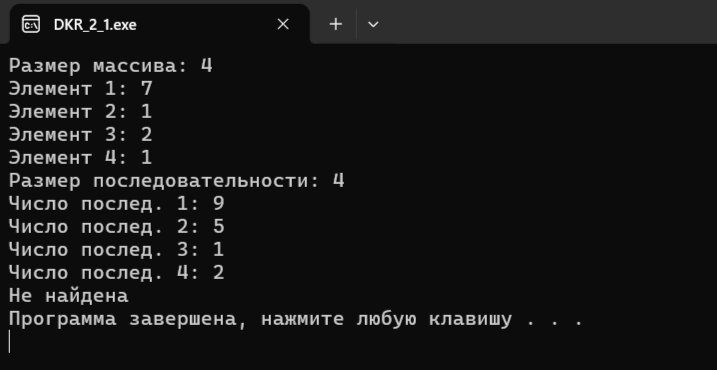 DKR_2_1.exe
Размер массива: 4
Элемент 1: 7
Элемент 2: 1
Элемент 3: 2
Элемент 4: 1
Размер последовательности: 4
Число послед. 1: 9
Число послед. 2: 5
Число послед. 3: 1
Число послед. 4: 2
Не найдена
Программа завершена, нажмите любую клавишу . . .